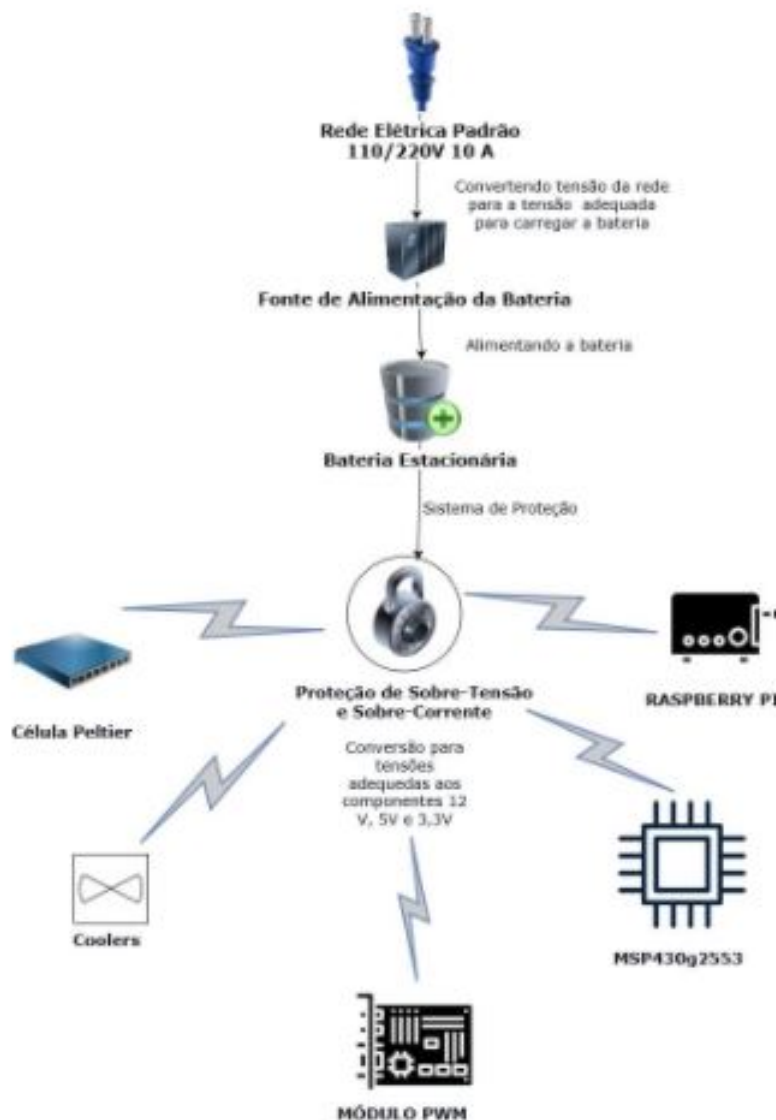 Rede Elétrica Padrão
110/220V 10 A
Convertendo tensão da rede
para a tensão adequada
para carregar a bateria
Fonte de Alimentação da Bateria
Alimentando a bateria
Bateria Estacionária
Sistema de Proteção
Proteção de Sobre-Tensão
e Sobre-Corrente
RASPBERRY PI
Célula Peltier
Conversão para
tensões
adequedas aos
componentes 12
V, 5V e 3,3V
Coolers
MSP430g2553
MÓDULO PWM